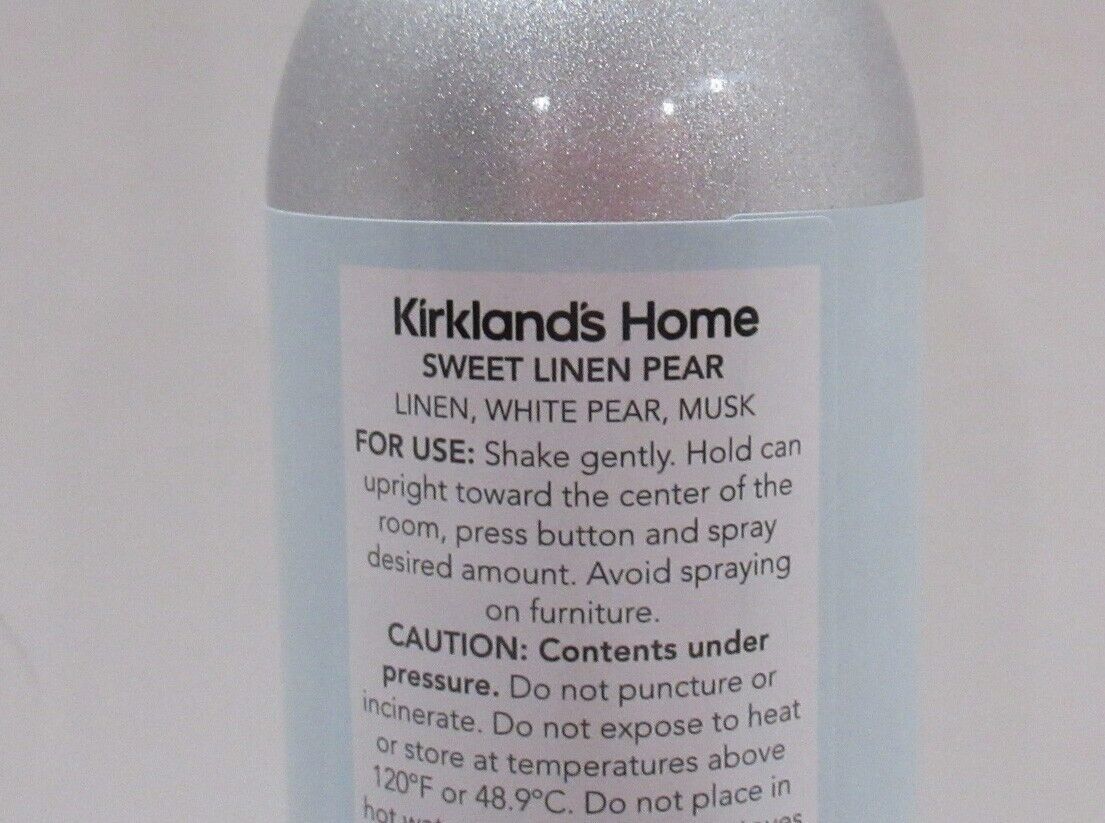 Kirkland's Home
SWEET LINEN PEAR
LINEN, WHITE PEAR, MUSK
FOR USE: Shake gently. Hold can
upright toward the center of the
room, press button and spray
desired amount. Avoid spraying
on furniture.
CAUTION: Contents under
pressure. Do not puncture or
incinerate. Do not expose to heat
or store at temperatures above
120°F or 48.9°C. Do not place in
hot